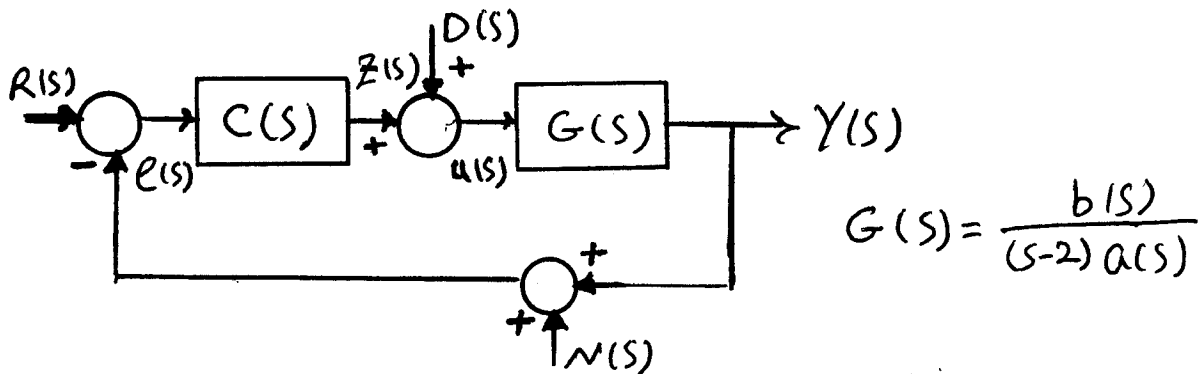 D(s)
R(s)
Z(s)
+
C(s)
+
G(s)
Y(s)
-
e(s)
u(s)
G(s) = b(s) / (s-2) a(s)
+
+
N(s)